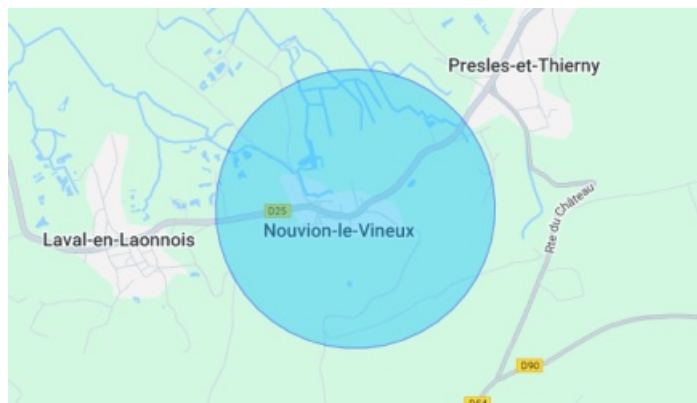 Presles-et-Thierny
D25
Nouvion-le-Vineux
Laval-en-Laonnois
Rte du Château
D90
D54